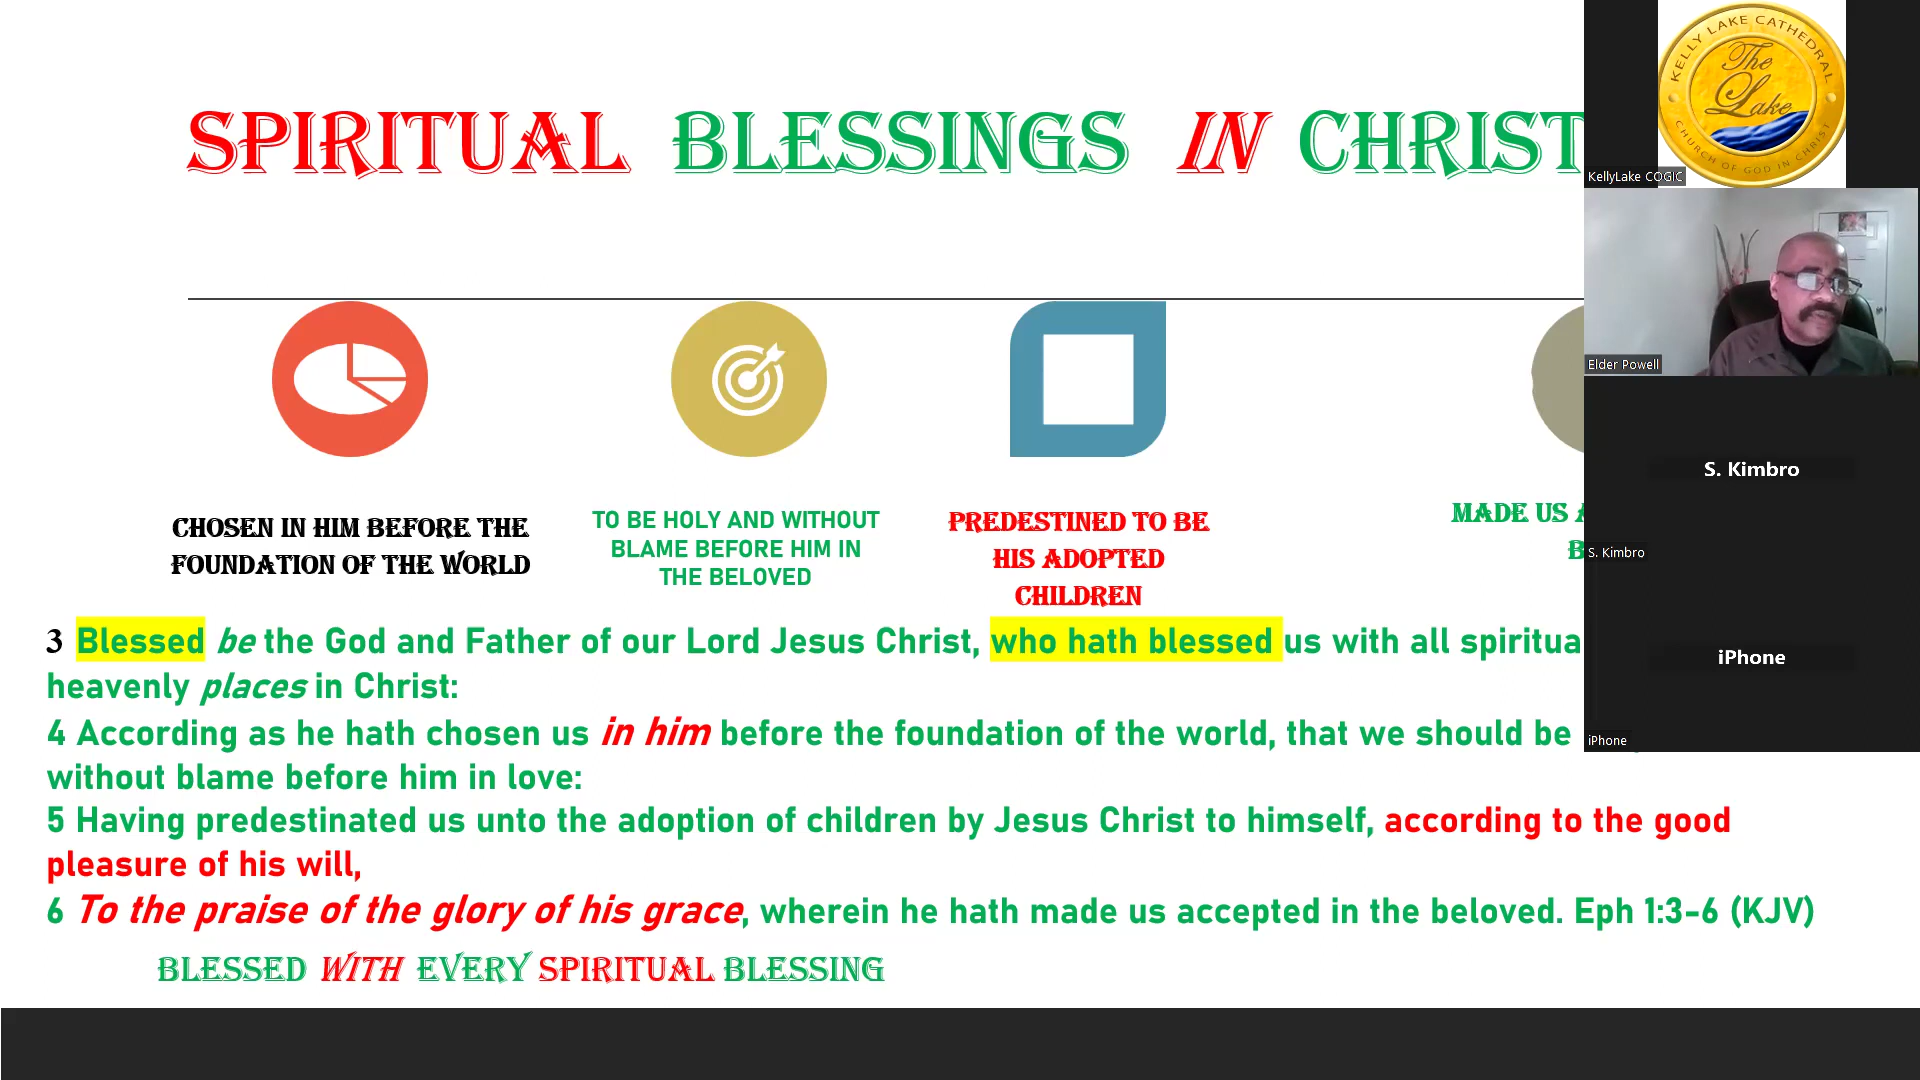 SPIRITUAL BLESSINGS IN CHRIST
KELLY LAKE CATHEDRAL
The
Lake
CHURCH OF GOD IN CHRIST
KellyLake COGIC
Elder Powell
S. Kimbro
S. Kimbro
iPhone
iPhone
CHOSEN IN HIM BEFORE THE
FOUNDATION OF THE WORLD
TO BE HOLY AND WITHOUT
BLAME BEFORE HIM IN
THE BELOVED
PREDESTINED TO BE
HIS ADOPTED
CHILDREN
MADE US
3 Blessed be the God and Father of our Lord Jesus Christ, who hath blessed us with all spiritua
heavenly places in Christ:
4 According as he hath chosen us in him before the foundation of the world, that we should be
without blame before him in love:
5 Having predestinated us unto the adoption of children by Jesus Christ to himself, according to the good
pleasure of his will,
6 To the praise of the glory of his grace, wherein he hath made us accepted in the beloved. Eph 1:3-6 (KJV)
BLESSED WITH EVERY SPIRITUAL BLESSING